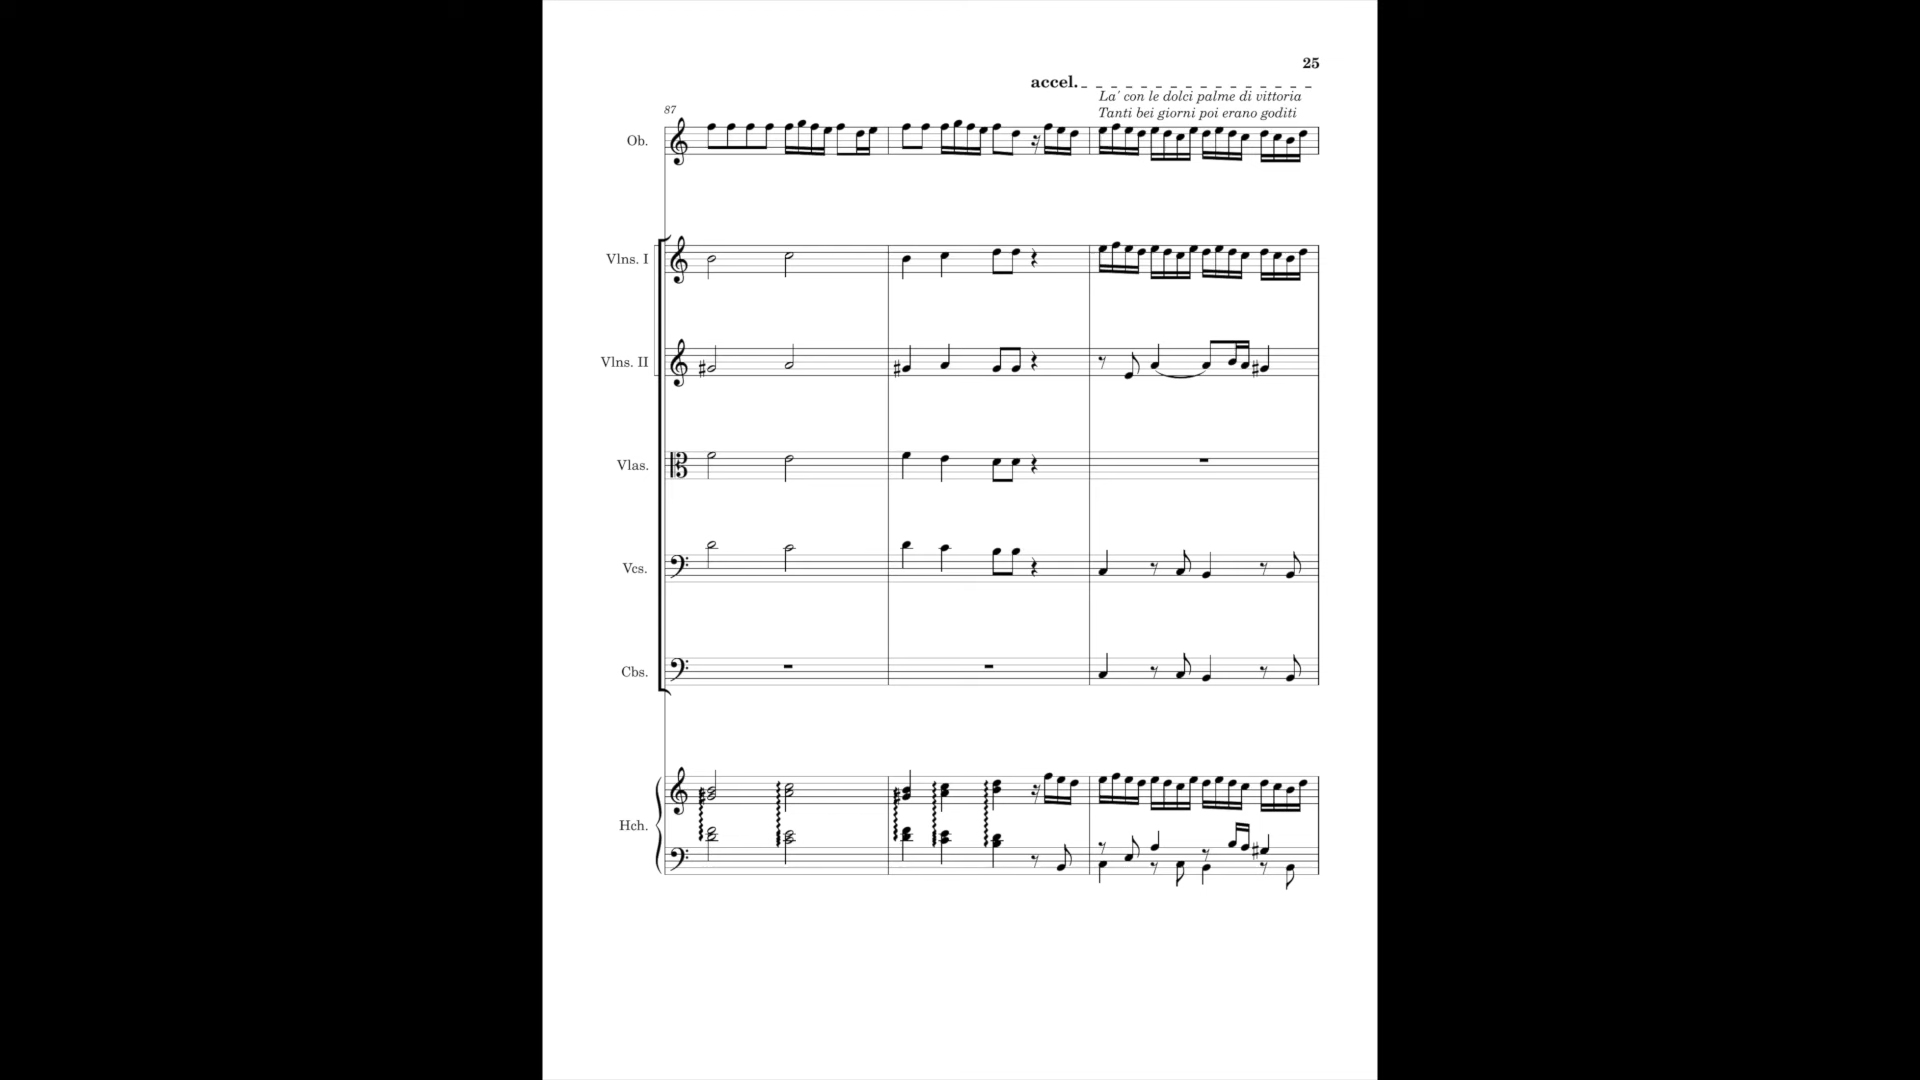 25
accel.
La´ con le dolci palme di vittoria
Tanti bei giorni poi erano goditi
87
Ob.
Vlns. I
Vlns. II
Vlas.
Vcs.
Cbs.
Hch.